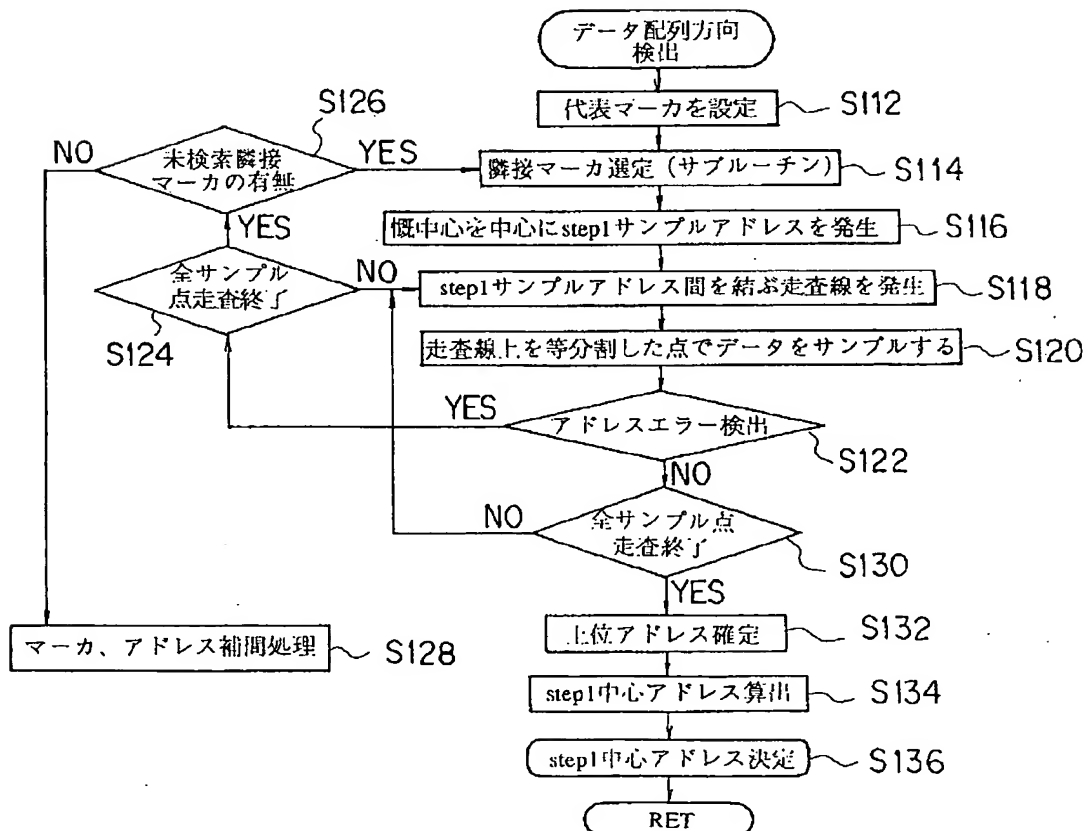 データ配列方向
検出
代表マーカを設定
S112
S126
未検索隣接
マーカの有無
NO
YES
隣接マーカ選定（サブルーチン）
S114
YES
慨中心を中心にstep1サンプルアドレスを発生
S116
全サンプル
点走査終了
NO
S124
step1サンプルアドレス間を結ぶ走査線を発生
S118
走査線上を等分割した点でデータをサンプルする
S120
YES
アドレスエラー検出
S122
NO
NO
全サンプル点
走査終了
S130
YES
上位アドレス確定
S132
マーカ、アドレス補間処理
S128
step1中心アドレス算出
S134
step1中心アドレス決定
S136
RET